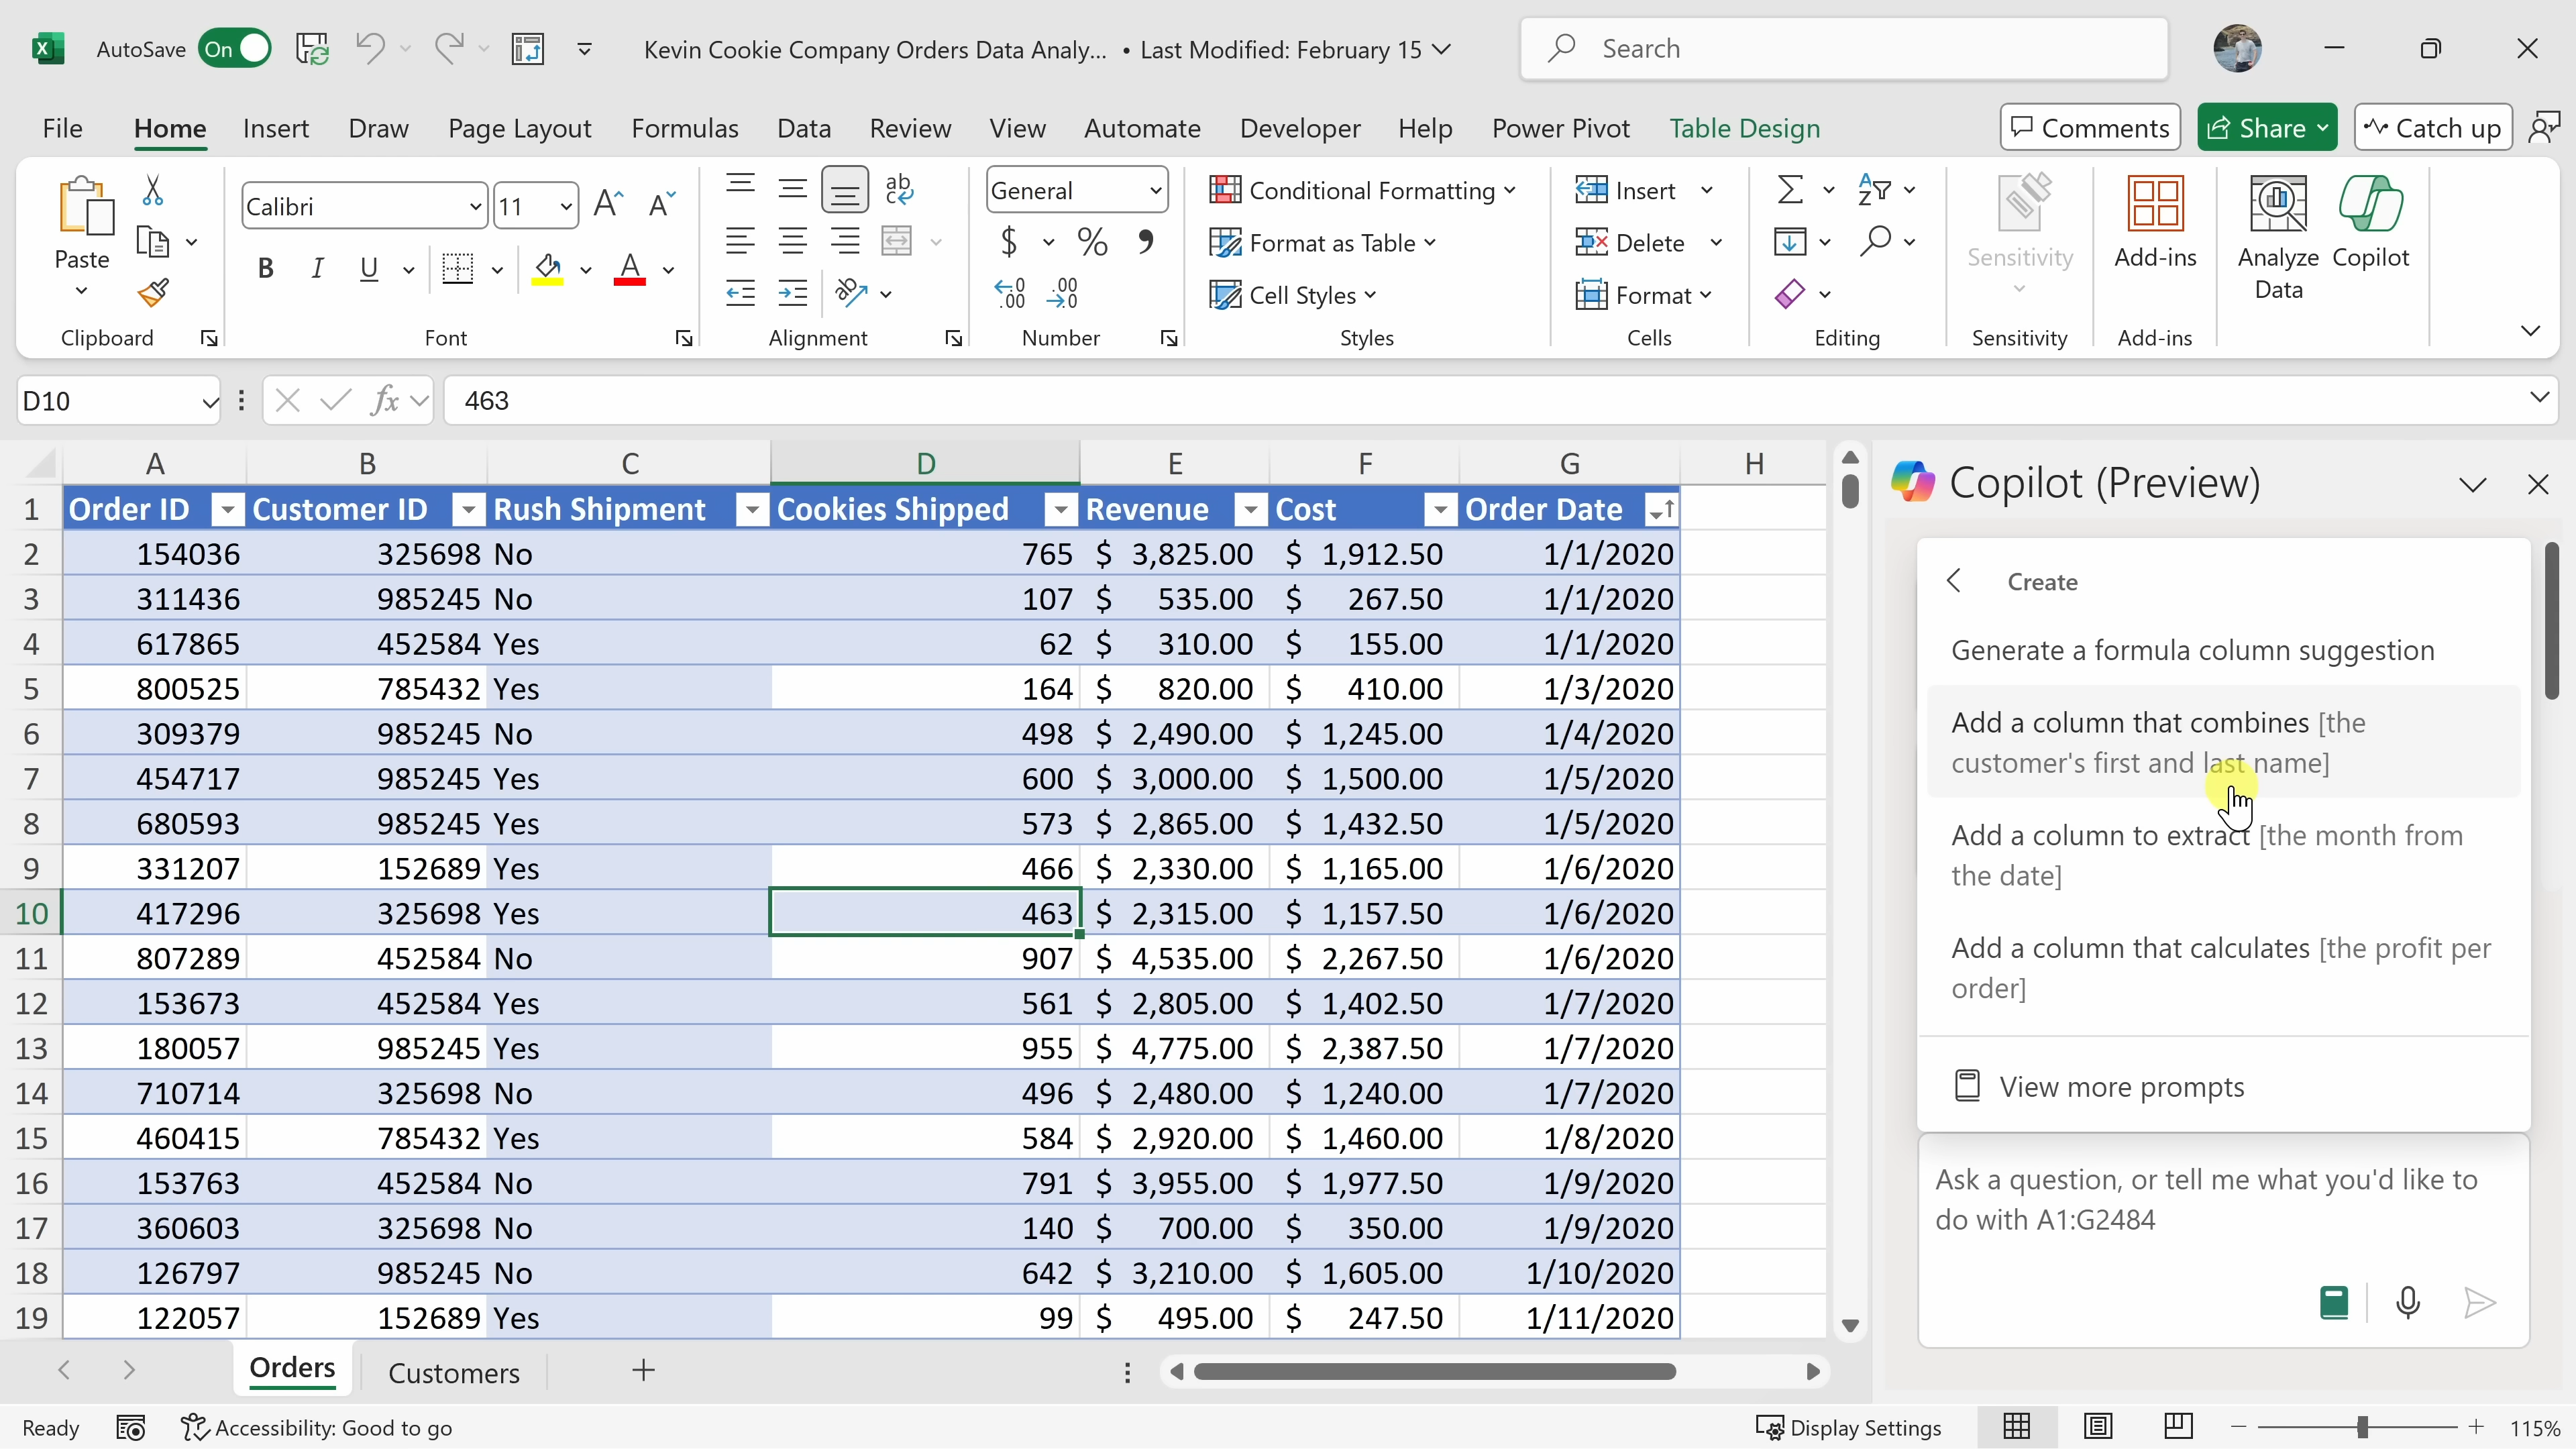 AutoSave On Kevin Cookie Company Orders Data Analy... • Last Modified: February 15 Search
File Home Insert Draw Page Layout Formulas Data Review View Automate Developer Help Power Pivot Table Design Comments Share Catch up
Paste Calibri 11 General Conditional Formatting Format as Table Cell Styles Insert Delete Format Sensitivity Add-ins Analyze Data Copilot
Clipboard Font Alignment Number Styles Cells Editing Sensitivity Add-ins
D10 fx 463
A B C D E F G H
1 Order ID Customer ID Rush Shipment Cookies Shipped Revenue Cost Order Date
2 154036 325698 No 765 $ 3,825.00 $ 1,912.50 1/1/2020
3 311436 985245 No 107 $ 535.00 $ 267.50 1/1/2020
4 617865 452584 Yes 62 $ 310.00 $ 155.00 1/1/2020
5 800525 785432 Yes 164 $ 820.00 $ 410.00 1/3/2020
6 309379 985245 No 498 $ 2,490.00 $ 1,245.00 1/4/2020
7 454717 985245 Yes 600 $ 3,000.00 $ 1,500.00 1/5/2020
8 680593 985245 Yes 573 $ 2,865.00 $ 1,432.50 1/5/2020
9 331207 152689 Yes 466 $ 2,330.00 $ 1,165.00 1/6/2020
10 417296 325698 Yes 463 $ 2,315.00 $ 1,157.50 1/6/2020
11 807289 452584 No 907 $ 4,535.00 $ 2,267.50 1/6/2020
12 153673 452584 Yes 561 $ 2,805.00 $ 1,402.50 1/7/2020
13 180057 985245 Yes 955 $ 4,775.00 $ 2,387.50 1/7/2020
14 710714 325698 No 496 $ 2,480.00 $ 1,240.00 1/7/2020
15 460415 785432 Yes 584 $ 2,920.00 $ 1,460.00 1/8/2020
16 153763 452584 No 791 $ 3,955.00 $ 1,977.50 1/9/2020
17 360603 325698 No 140 $ 700.00 $ 350.00 1/9/2020
18 126797 985245 No 642 $ 3,210.00 $ 1,605.00 1/10/2020
19 122057 152689 Yes 99 $ 495.00 $ 247.50 1/11/2020
Copilot (Preview)
Create
Generate a formula column suggestion
Add a column that combines [the
customer's first and last name]
Add a column to extract [the month from
the date]
Add a column that calculates [the profit per
order]
View more prompts
Ask a question, or tell me what you'd like to
do with A1:G2484
Orders Customers
Ready Accessibility: Good to go Display Settings 115%